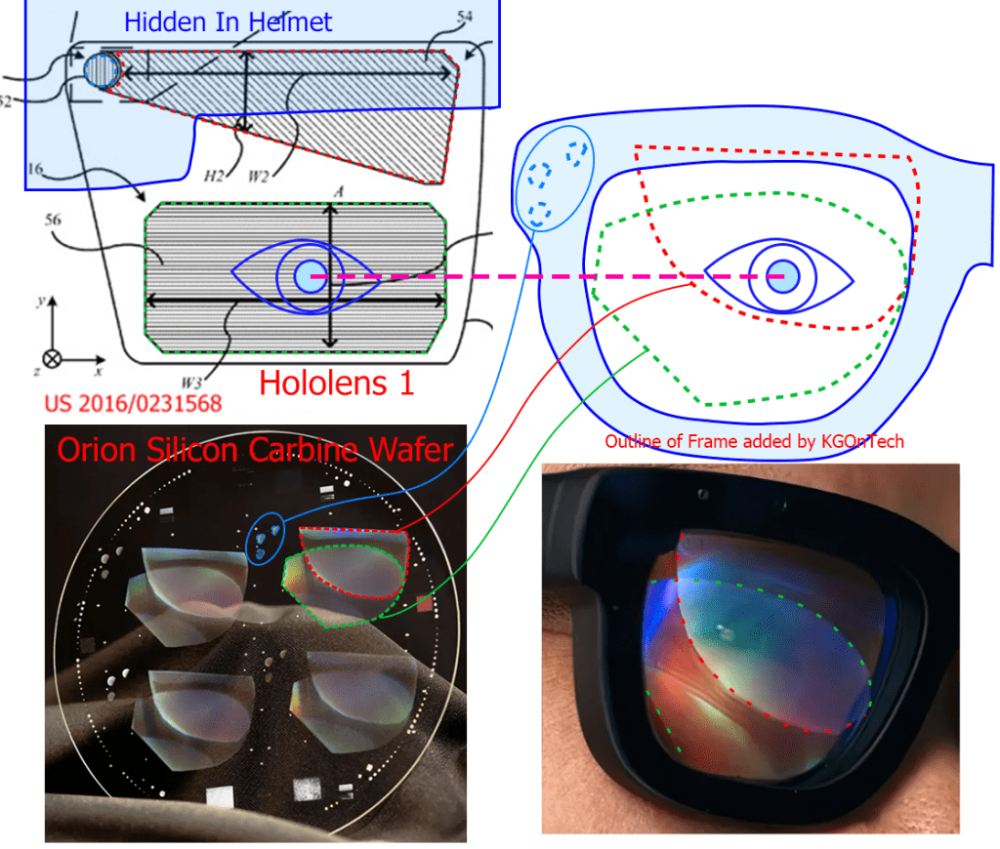 Hidden In Helmet
54
52
H2
W2
16
A
56
y
z
x
W3
Hololens 1
US 2016/0231568
Outline of Frame added by KGOnTech
Orion Silicon Carbine Wafer